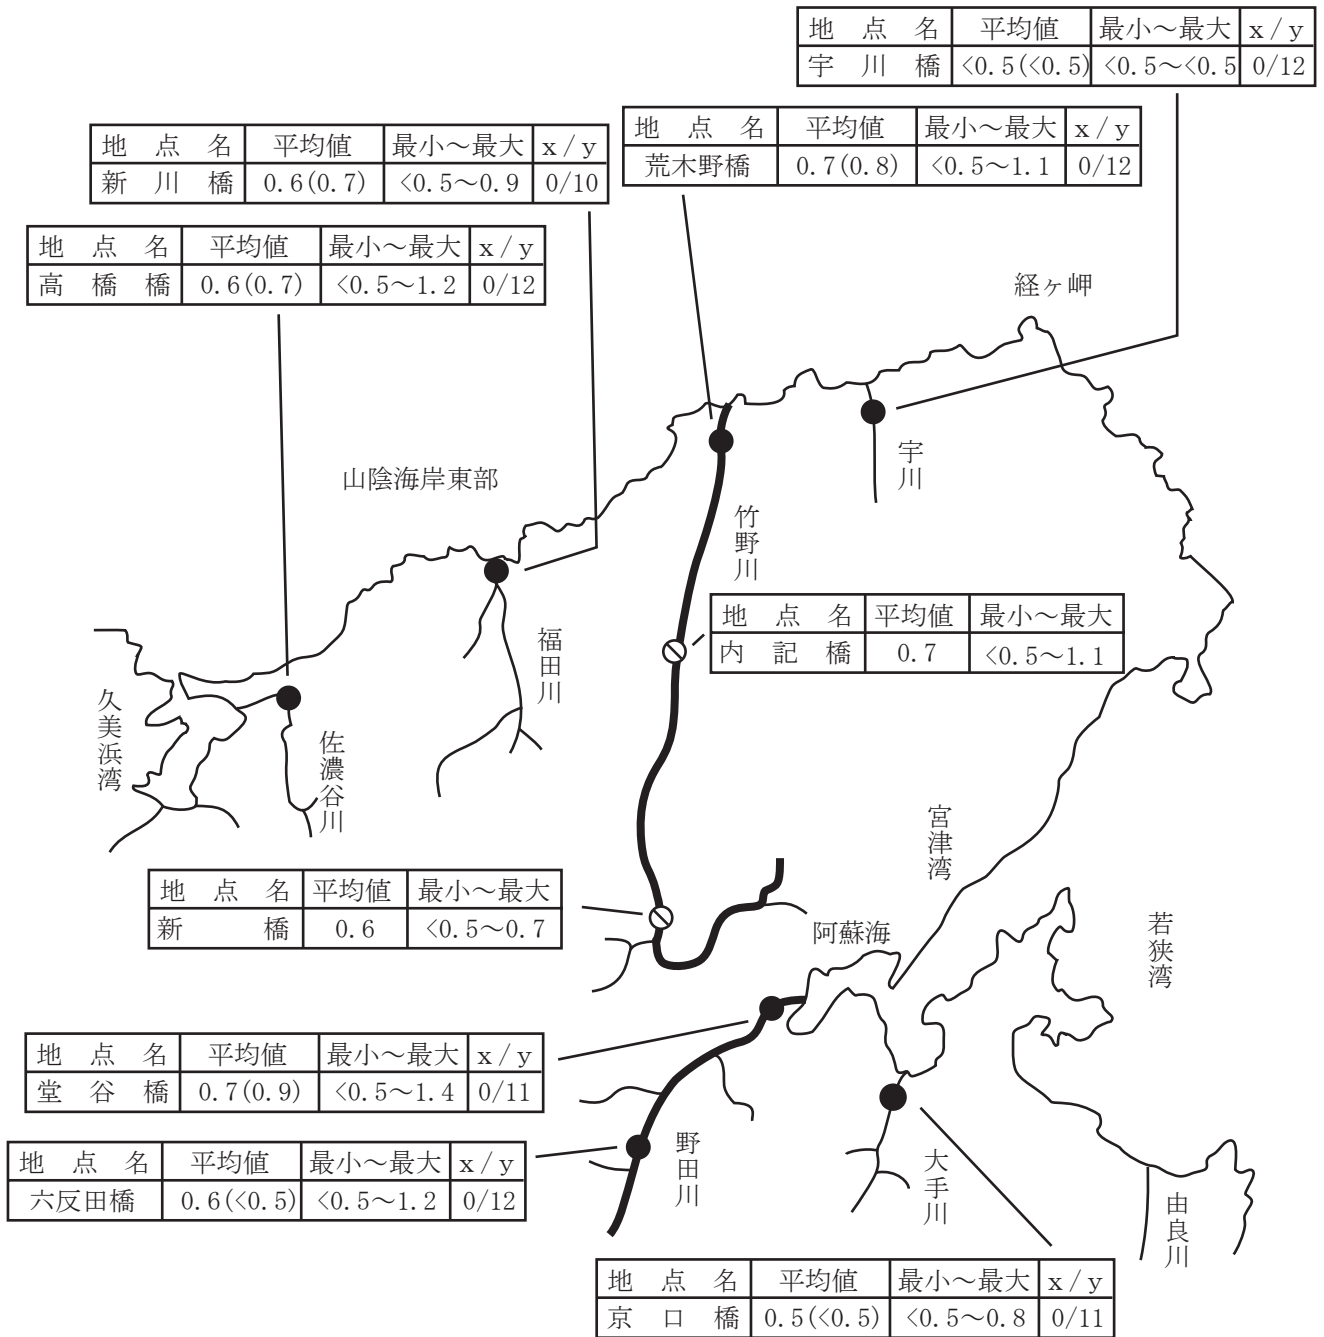 地 点 名 平均値 最小～最大 x/y
宇 川 橋 <0.5(<0.5) <0.5～<0.5 0/12
地 点 名 平均値 最小～最大 x/y
荒木野橋 0.7(0.8) <0.5～1.1 0/12
地 点 名 平均値 最小～最大 x/y
新 川 橋 0.6(0.7) <0.5～0.9 0/10
地 点 名 平均値 最小～最大 x/y
高 橋 橋 0.6(0.7) <0.5～1.2 0/12
経ヶ岬
宇川
山陰海岸東部
竹野川
地 点 名 平均値 最小～最大
内 記 橋 0.7 <0.5～1.1
福田川
久美浜湾
佐濃谷川
宮津湾
地 点 名 平均値 最小～最大
新 橋 0.6 <0.5～0.7
阿蘇海
若狭湾
地 点 名 平均値 最小～最大 x/y
堂 谷 橋 0.7(0.9) <0.5～1.4 0/11
地 点 名 平均値 最小～最大 x/y
六反田橋 0.6(<0.5) <0.5～1.2 0/12
野田川
大手川
由良川
地 点 名 平均値 最小～最大 x/y
京 口 橋 0.5(<0.5) <0.5～0.8 0/11